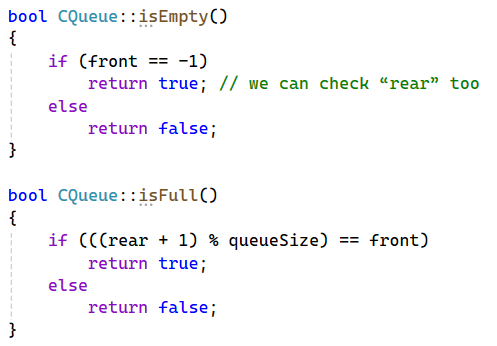 bool CQueue::isEmpty()
{
    if (front == -1)
        return true; // we can check “rear” too
    else
        return false;
}

bool CQueue::isFull()
{
    if (((rear + 1) % queueSize) == front)
        return true;
    else
        return false;
}